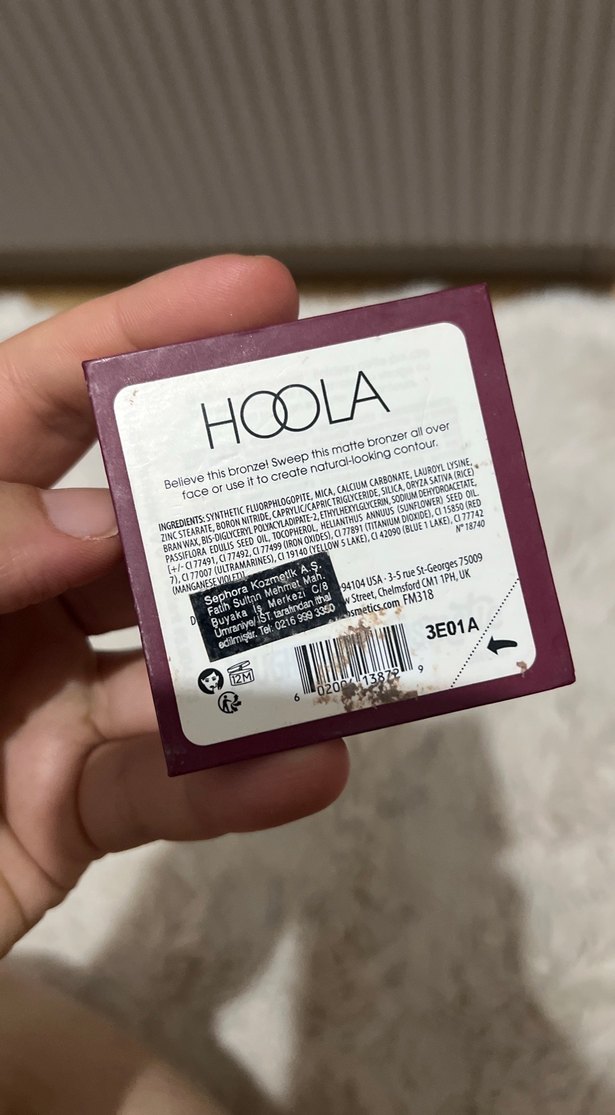 HOOLA
Believe this bronze! Sweep this matte bronzer all over
face or use it to create natural-looking contour.
INGREDIENTS: SYNTHETIC FLUORPHLOGOPITE, MICA, CALCIUM CARBONATE, LAUROYL LYSINE,
ZINC STEARATE, BORON NITRIDE, CAPRYLIC/CAPRIC TRIGLYCERIDE, SILICA, ORYZA SATIVA (RICE)
BRAN WAX, BIS-DIGLYCERYL POLYACYLADIPATE-2, ETHYLHEXYLGLYCERIN, SODIUM DEHYDROACETATE,
PASSIFLORA EDULIS SEED OIL, TOCOPHEROL, HELIANTHUS ANNUUS (SUNFLOWER) SEED OIL.
[+/- CI 77491, CI 77492, CI 77499 (IRON OXIDES), CI 77891 (TITANIUM DIOXIDE), CI 15850 (RED
7), CI 77007 (ULTRAMARINES), CI 19140 (YELLOW 5 LAKE), CI 42090 (BLUE 1 LAKE), CI 77742
(MANGANESE VIOLET)
N° 18740
Sephora Kozmetik A.Ş.
Fatih Sultan Mehmet Mah.
Buyaka İş Merkezi C/8
Ümraniye/İST. tarafından ithal
edilmiştir. Tel: 0216 999 3350
D
94104 USA · 3-5 rue St-Georges 75009
Street, Chelmsford CM1 1PH, UK
smetics.com FM318
3E01A
12M
6
9